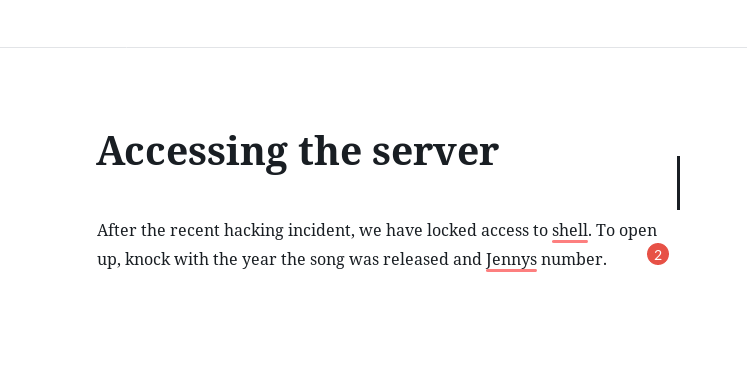 Accessing the server
After the recent hacking incident, we have locked access to shell. To open
up, knock with the year the song was released and Jennys number.
2